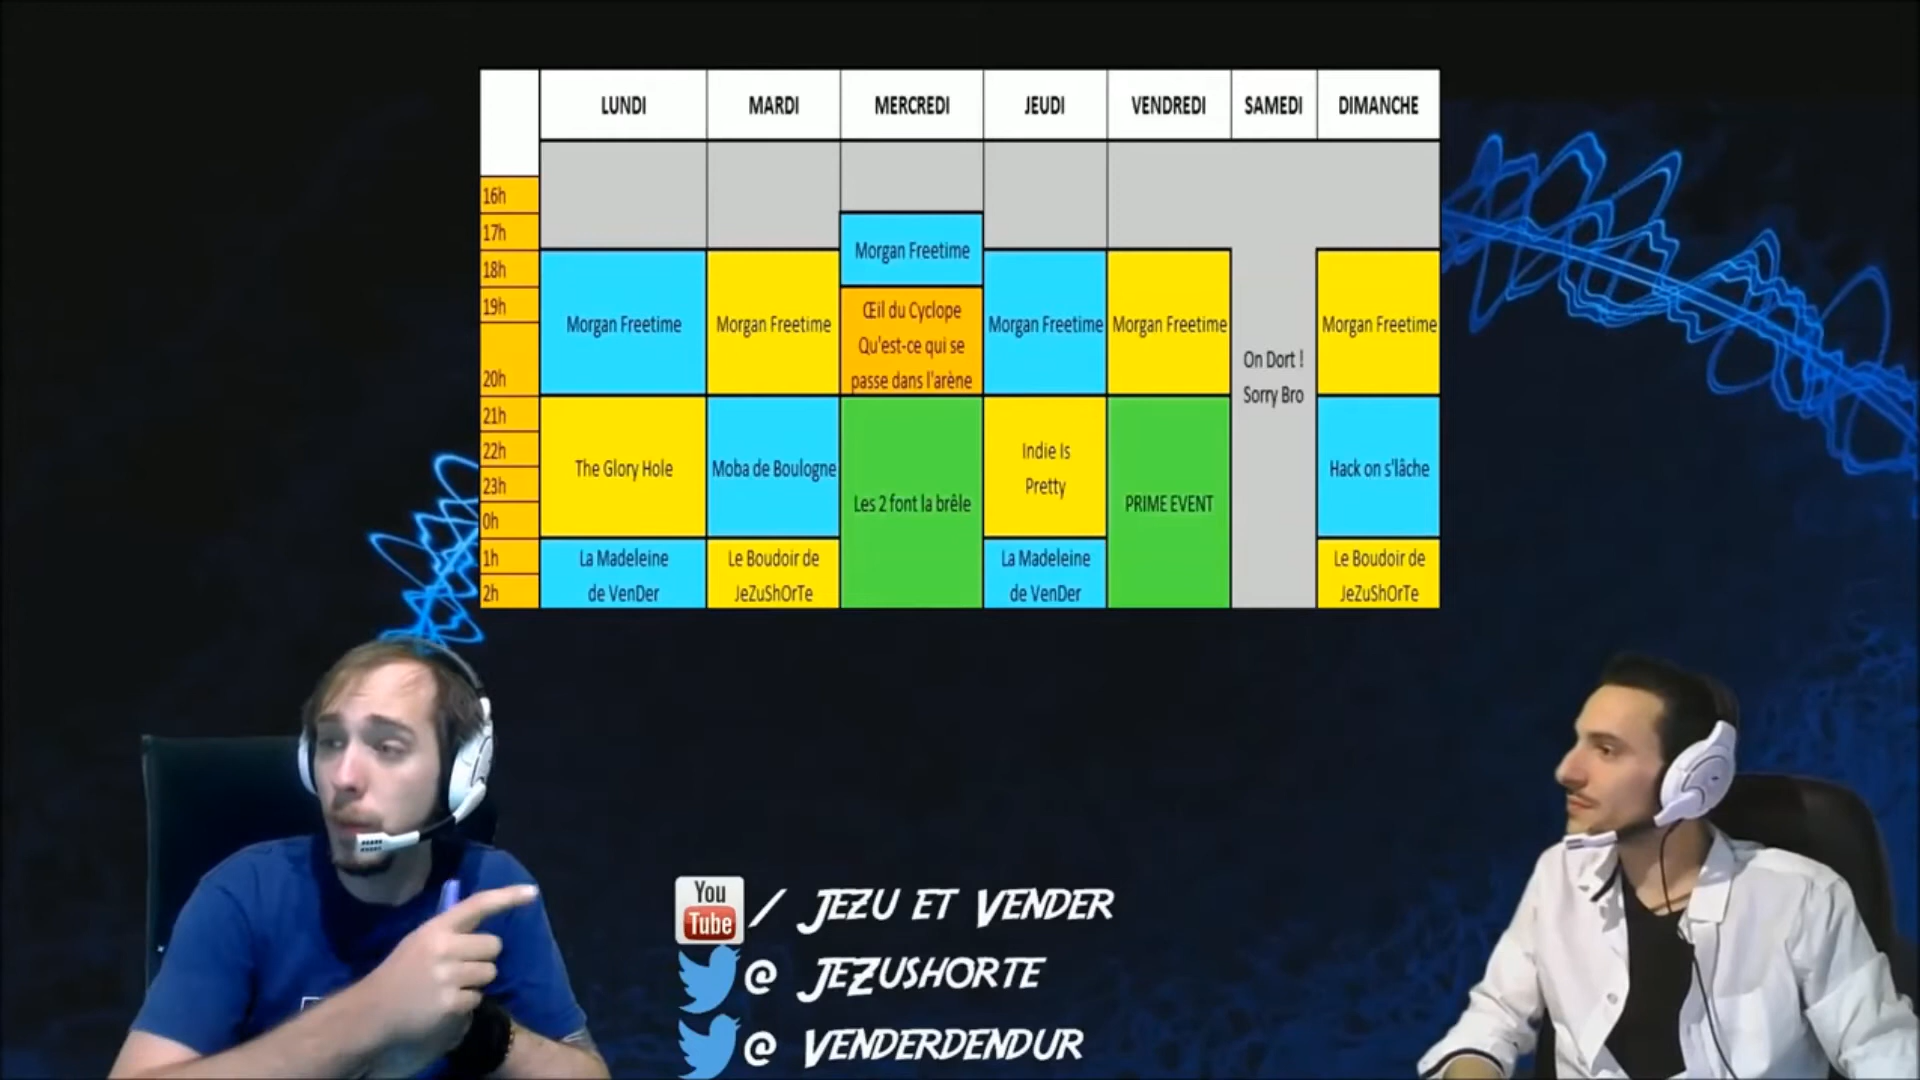 LUNDI MARDI MERCREDI JEUDI VENDREDI SAMEDI DIMANCHE
16h
17h
18h
19h
20h
21h
22h
23h
0h
1h
2h
Morgan Freetime
The Glory Hole
La Madeleine
de VenDer
Morgan Freetime
Moba de Boulogne
Le Boudoir de
JeZuShOrTe
Morgan Freetime
Œil du Cyclope
Qu'est-ce qui se
passe dans l'arène
Les 2 font la brêle
Morgan Freetime
Indie Is
Pretty
La Madeleine
de VenDer
Morgan Freetime
PRIME EVENT
On Dort !
Sorry Bro
Morgan Freetime
Hack on s'lâche
Le Boudoir de
JeZuShOrTe
You Tube / JEZU ET VENDER
@ JEZUSHORTE
@ VENDERDENDUR